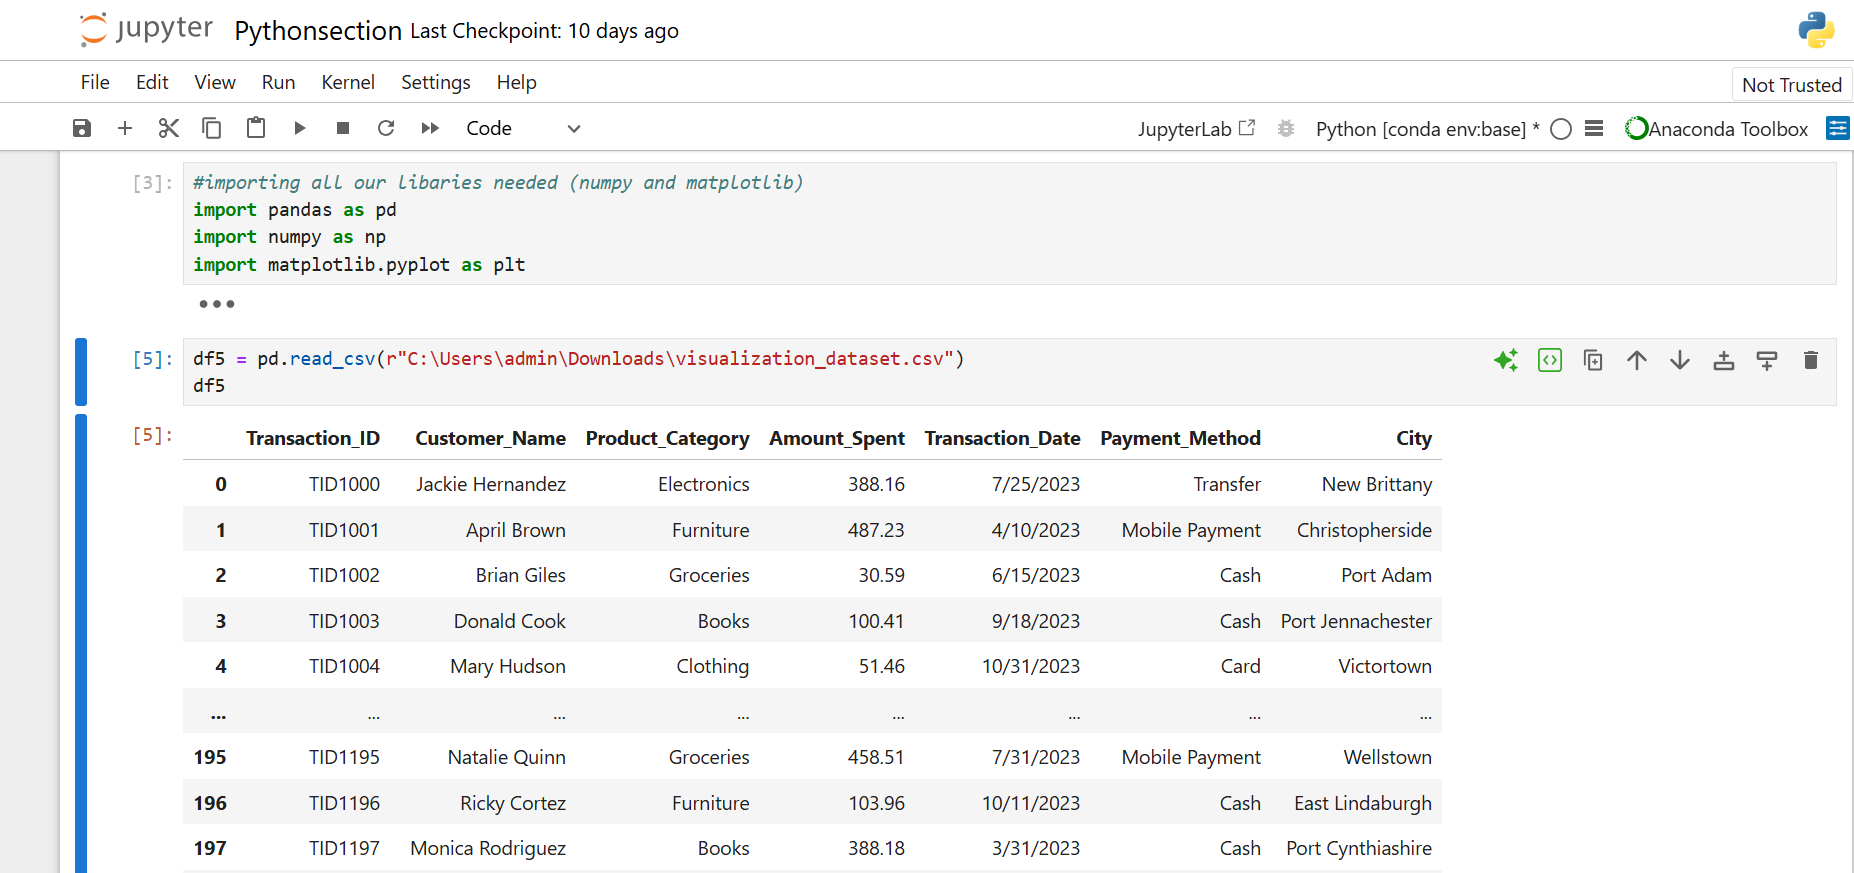 jupyter Pythonsection Last Checkpoint: 10 days ago
File Edit View Run Kernel Settings Help
Not Trusted
Code
JupyterLab Python [conda env:base] * Anaconda Toolbox
[3]: #importing all our libaries needed (numpy and matplotlib)
import pandas as pd
import numpy as np
import matplotlib.pyplot as plt
•••
[5]: df5 = pd.read_csv(r"C:\Users\admin\Downloads\visualization_dataset.csv")
df5
[5]: Transaction_ID Customer_Name Product_Category Amount_Spent Transaction_Date Payment_Method City
0 TID1000 Jackie Hernandez Electronics 388.16 7/25/2023 Transfer New Brittany
1 TID1001 April Brown Furniture 487.23 4/10/2023 Mobile Payment Christopherside
2 TID1002 Brian Giles Groceries 30.59 6/15/2023 Cash Port Adam
3 TID1003 Donald Cook Books 100.41 9/18/2023 Cash Port Jennachester
4 TID1004 Mary Hudson Clothing 51.46 10/31/2023 Card Victortown
... ... ... ... ... ... ... ...
195 TID1195 Natalie Quinn Groceries 458.51 7/31/2023 Mobile Payment Wellstown
196 TID1196 Ricky Cortez Furniture 103.96 10/11/2023 Cash East Lindaburgh
197 TID1197 Monica Rodriguez Books 388.18 3/31/2023 Cash Port Cynthiashire